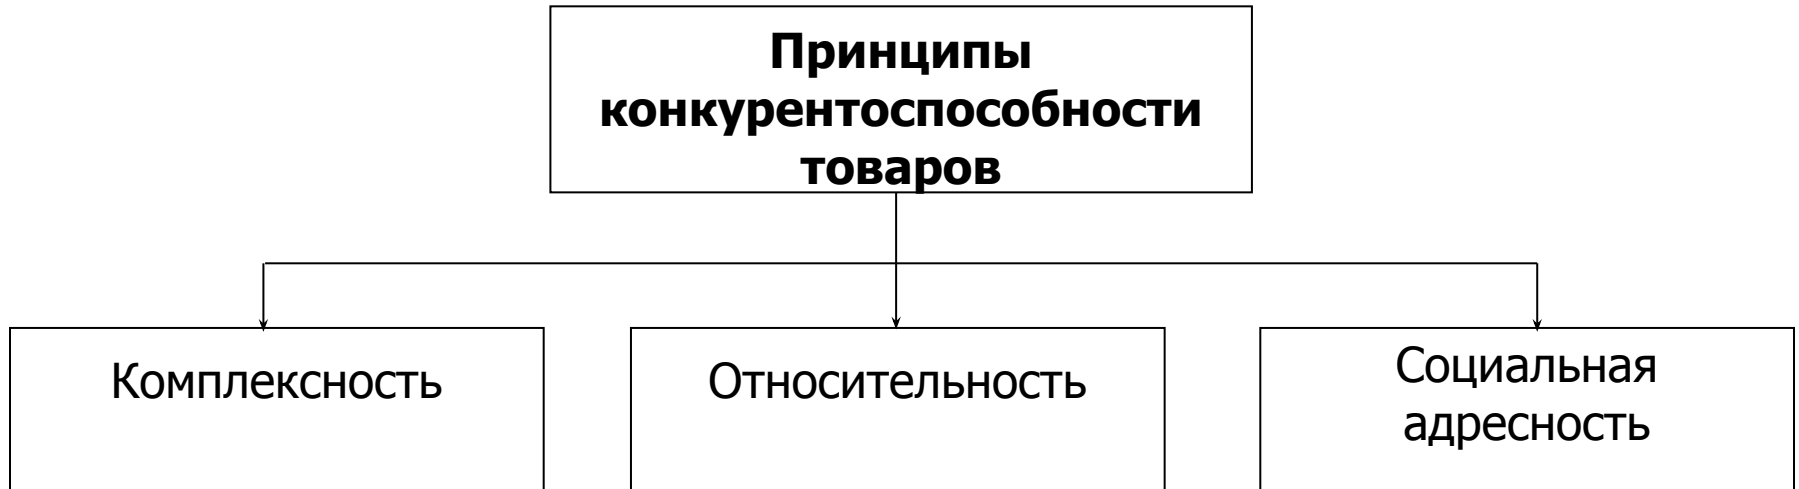 Принципы
конкурентоспособности
товаров
Комплексность
Относительность
Социальная
адресность